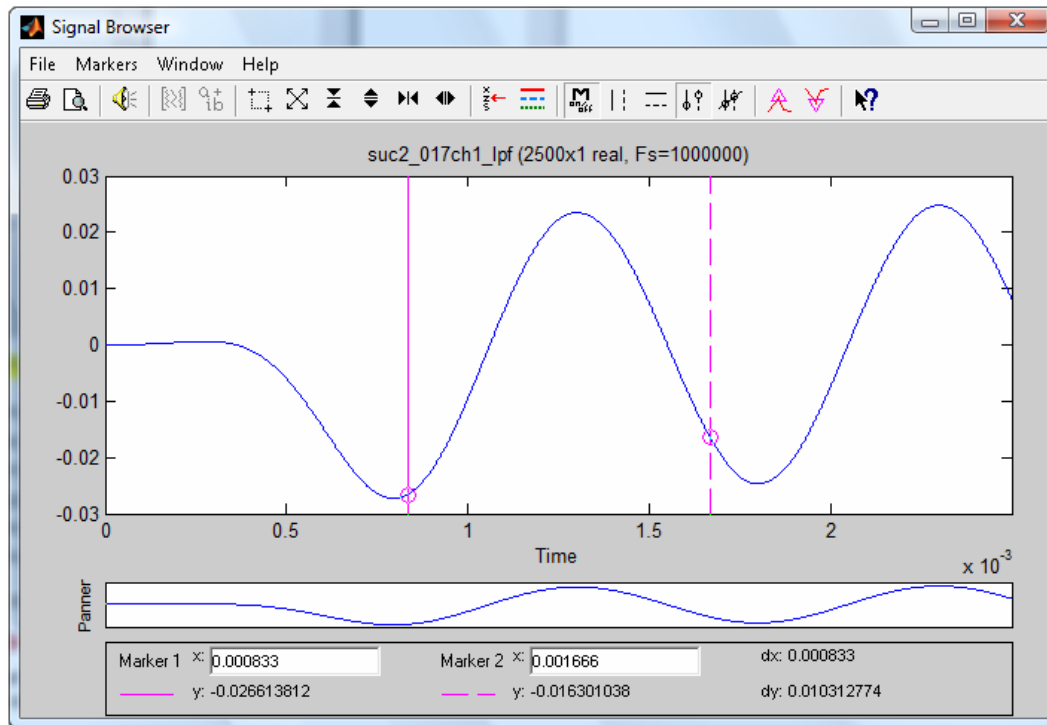 Signal Browser
File Markers Window Help
suc2_017ch1_lpf (2500x1 real, Fs=1000000)
0.03
0.02
0.01
0
-0.01
-0.02
-0.03
0 0.5 1 1.5 2
Time
x 10^-3
Panner
Marker 1 x: 0.000833 Marker 2 x: 0.001666 dx: 0.000833
y: -0.026613812 y: -0.016301038 dy: 0.010312774